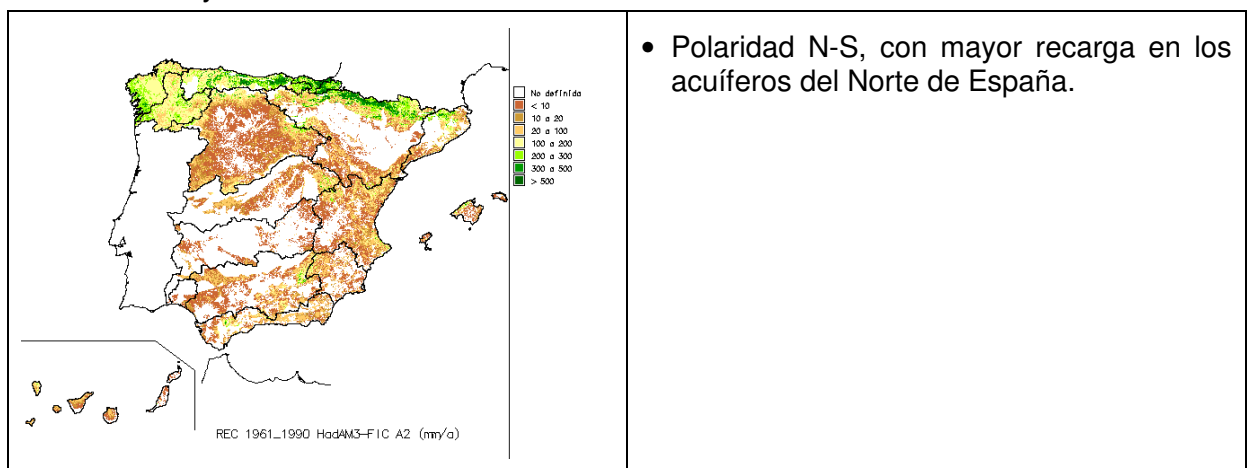 • Polaridad N-S, con mayor recarga en los
acuíferos del Norte de España.
No definida
< 10
10 a 20
20 a 100
100 a 200
200 a 300
300 a 500
> 500
REC 1961_1990 HadAM3-FIC A2 (mm/a)